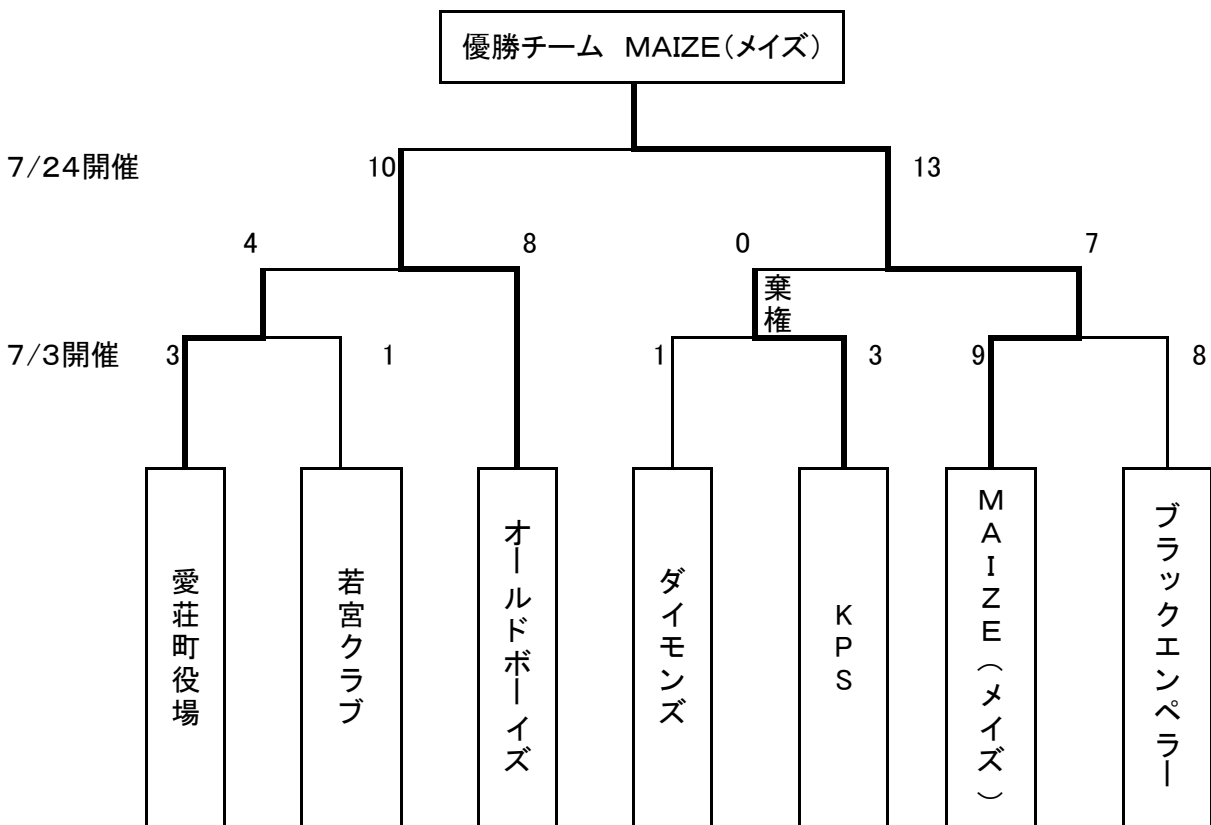 優勝チーム　MAIZE(メイズ)
7/24開催
10
13
4
8
0
7
棄権
7/3開催
3
1
1
3
9
8
愛荘町役場
若宮クラブ
オールドボーイズ
ダイモンズ
KPS
MAIZE(メイズ)
ブラックエンペラー